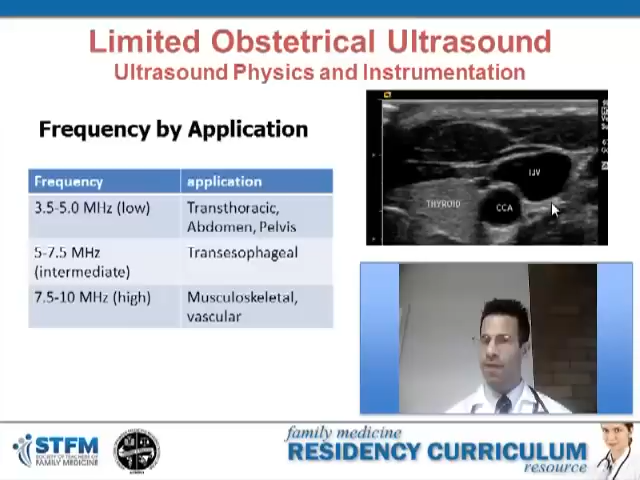 Limited Obstetrical Ultrasound
Ultrasound Physics and Instrumentation
Frequency by Application
Frequency application
3.5-5.0 MHz (low) Transthoracic,
Abdomen, Pelvis
5-7.5 MHz Transesophageal
(intermediate)
7.5-10 MHz (high) Musculoskeletal,
vascular
IJV
THYROID
CCA
STFM
SOCIETY OF TEACHERS OF
FAMILY MEDICINE
family medicine
RESIDENCY CURRICULUM
resource